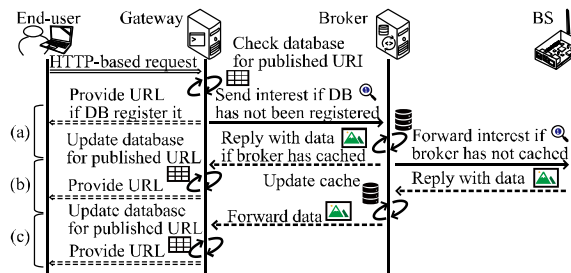 End-user Gateway Broker BS
HTTP-based request
Check database
for published URI
Provide URL
if DB register it
Send interest if DB
has not been registered
(a)
Update database
for published URL
Reply with data
if broker has cached
Forward interest if
broker has not cached
(b)
Provide URL
Update cache
Reply with data
Update database
for published URL
Forward data
(c)
Provide URL